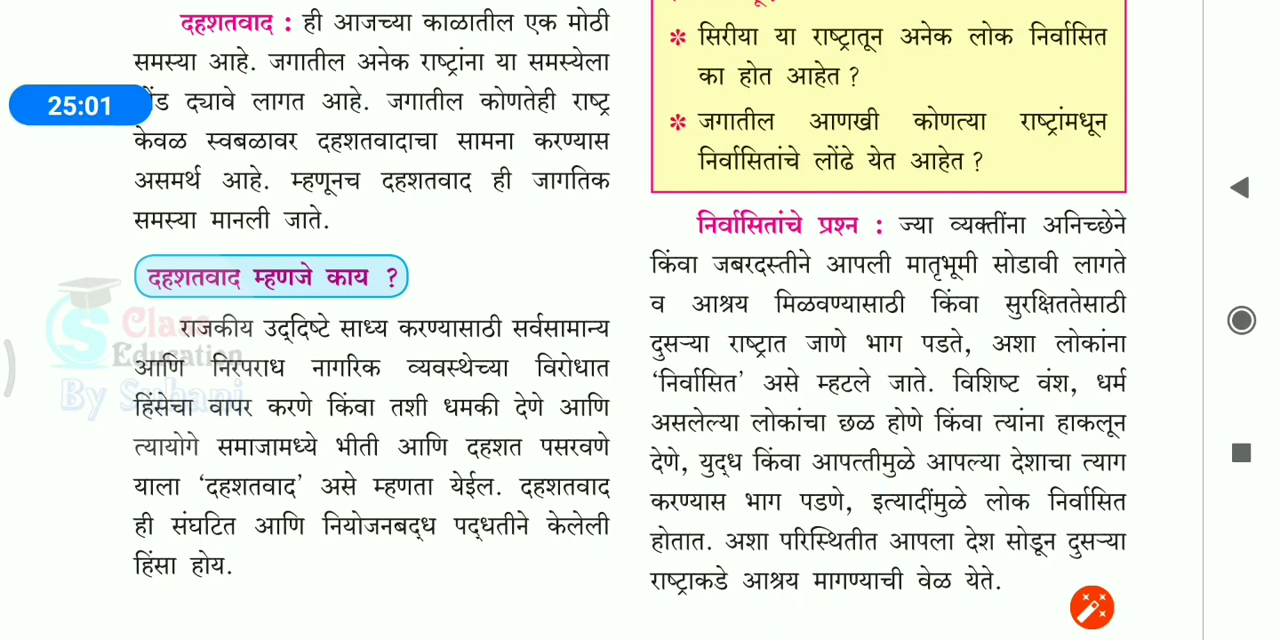 दहशतवाद : ही आजच्या काळातील एक मोठी
समस्या आहे. जगातील अनेक राष्ट्रांना या समस्येला
द्यावे लागत आहे. जगातील कोणतेही राष्ट्र
केवळ स्वबळावर दहशतवादाचा सामना करण्यास
असमर्थ आहे. म्हणूनच दहशतवाद ही जागतिक
समस्या मानली जाते.
25:01
दहशतवाद म्हणजे काय ?
राजकीय उद्‌दिष्टे साध्य करण्यासाठी सर्वसामान्य
आणि निरपराध नागरिक व्यवस्थेच्या विरोधात
हिंसेचा वापर करणे किंवा तशी धमकी देणे आणि
त्यायोगे समाजामध्ये भीती आणि दहशत पसरवणे
याला ‘दहशतवाद’ असे म्हणता येईल. दहशतवाद
ही संघटित आणि नियोजनबद्ध पद्धतीने केलेली
हिंसा होय.
Class
Education
By Suhani
* सिरीया या राष्ट्रातून अनेक लोक निर्वासित
का होत आहेत ?
* जगातील आणखी कोणत्या राष्ट्रांमधून
निर्वासितांचे लोंढे येत आहेत ?
निर्वासितांचे प्रश्न : ज्या व्यक्तींना अनिच्छेने
किंवा जबरदस्तीने आपली मातृभूमी सोडावी लागते
व आश्रय मिळवण्यासाठी किंवा सुरक्षिततेसाठी
दुसऱ्या राष्ट्रात जाणे भाग पडते, अशा लोकांना
‘निर्वासित’ असे म्हटले जाते. विशिष्ट वंश, धर्म
असलेल्या लोकांचा छळ होणे किंवा त्यांना हाकलून
देणे, युद्ध किंवा आपत्तीमुळे आपल्या देशाचा त्याग
करण्यास भाग पडणे, इत्यादींमुळे लोक निर्वासित
होतात. अशा परिस्थितीत आपला देश सोडून दुसऱ्या
राष्ट्राकडे आश्रय मागण्याची वेळ येते.